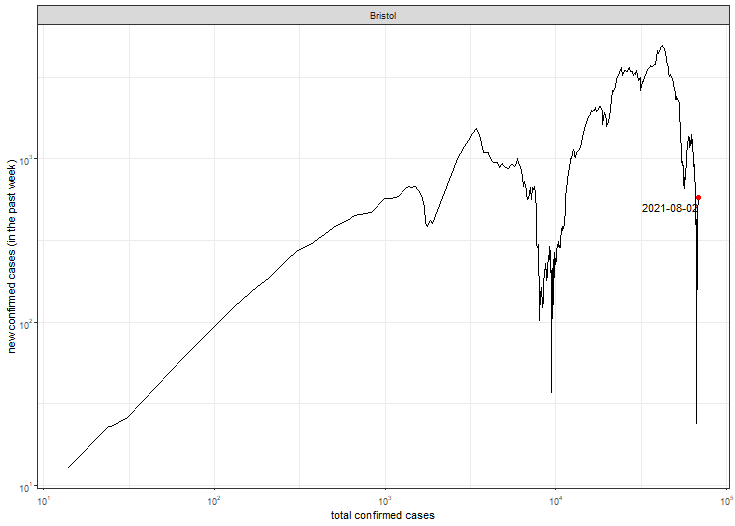 Bristol
new confirmed cases (in the past week)
10³
10²
10¹
2021-08-02
10¹ 10² 10³ 10⁴ 10⁵
total confirmed cases